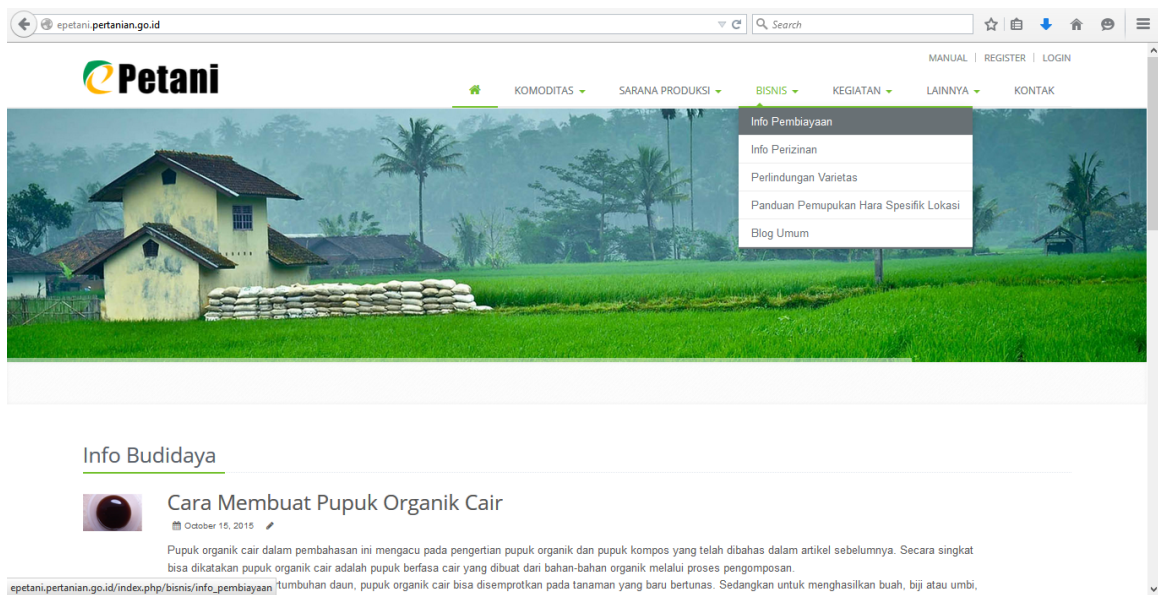 epetani.pertanian.go.id
Search
MANUAL | REGISTER | LOGIN
ePetani
KOMODITAS
SARANA PRODUKSI
BISNIS
KEGIATAN
LAINNYA
KONTAK
Info Pembiayaan
Info Perizinan
Perlindungan Varietas
Panduan Pemupukan Hara Spesifik Lokasi
Blog Umum
Info Budidaya
Cara Membuat Pupuk Organik Cair
October 15, 2015
Pupuk organik cair dalam pembahasan ini mengacu pada pengertian pupuk organik dan pupuk kompos yang telah dibahas dalam artikel sebelumnya. Secara singkat
bisa dikatakan pupuk organik cair adalah pupuk berfasa cair yang dibuat dari bahan-bahan organik melalui proses pengomposan.
rtumbuhan daun, pupuk organik cair bisa disemprotkan pada tanaman yang baru bertunas. Sedangkan untuk menghasilkan buah, biji atau umbi,
epetani.pertanian.go.id/index.php/bisnis/info_pembiayaan